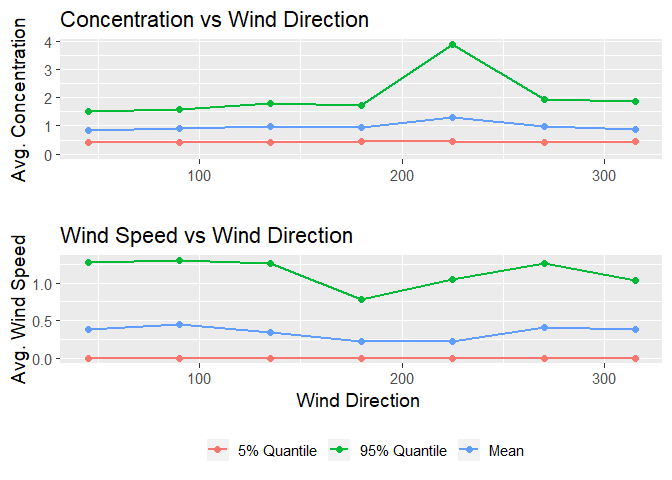 Concentration vs Wind Direction
Avg. Concentration
4
3
2
1
0
100 200 300
Wind Speed vs Wind Direction
Avg. Wind Speed
1.0
0.5
0.0
100 200 300
Wind Direction
5% Quantile 95% Quantile Mean